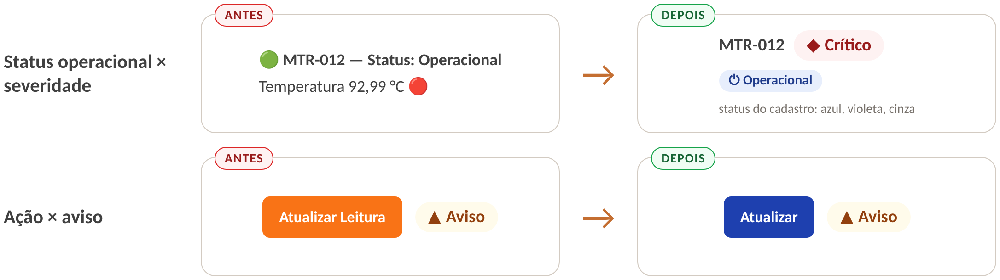 ANTES
DEPOIS
Status operacional ×
severidade
MTR-012 — Status: Operacional
Temperatura 92,99 °C
→
MTR-012 ◆ Crítico
⏻ Operacional
status do cadastro: azul, violeta, cinza
ANTES
DEPOIS
Ação × aviso
Atualizar Leitura
▲ Aviso
→
Atualizar
▲ Aviso